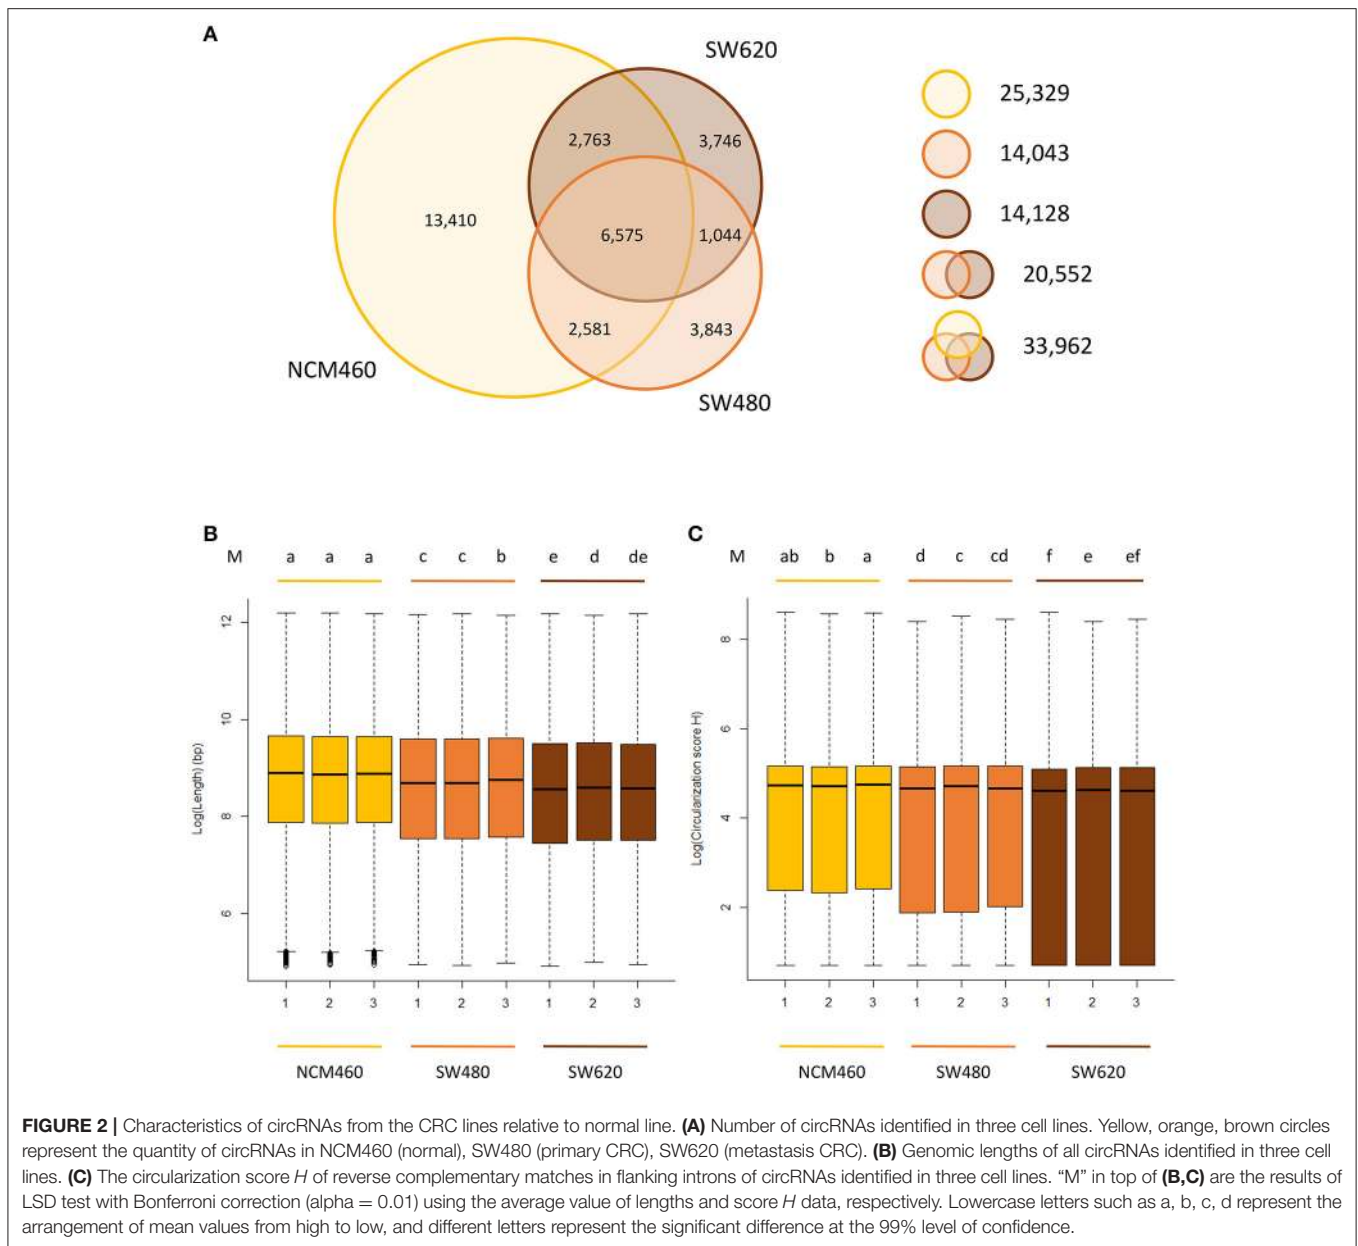 A
SW620
2,763
3,746
13,410
6,575
1,044
2,581
3,843
NCM460
SW480
25,329
14,043
14,128
20,552
33,962
B
M a a a c c b e d de
Log(Length) (bp)
12
10
8
6
1 2 3 1 2 3 1 2 3
NCM460 SW480 SW620
C
M ab b a d c cd f e ef
Log(Circularization score H)
8
6
4
2
1 2 3 1 2 3 1 2 3
NCM460 SW480 SW620
FIGURE 2 | Characteristics of circRNAs from the CRC lines relative to normal line. (A) Number of circRNAs identified in three cell lines. Yellow, orange, brown circles
represent the quantity of circRNAs in NCM460 (normal), SW480 (primary CRC), SW620 (metastasis CRC). (B) Genomic lengths of all circRNAs identified in three cell
lines. (C) The circularization score H of reverse complementary matches in flanking introns of circRNAs identified in three cell lines. “M” in top of (B,C) are the results of
LSD test with Bonferroni correction (alpha = 0.01) using the average value of lengths and score H data, respectively. Lowercase letters such as a, b, c, d represent the
arrangement of mean values from high to low, and different letters represent the significant difference at the 99% level of confidence.